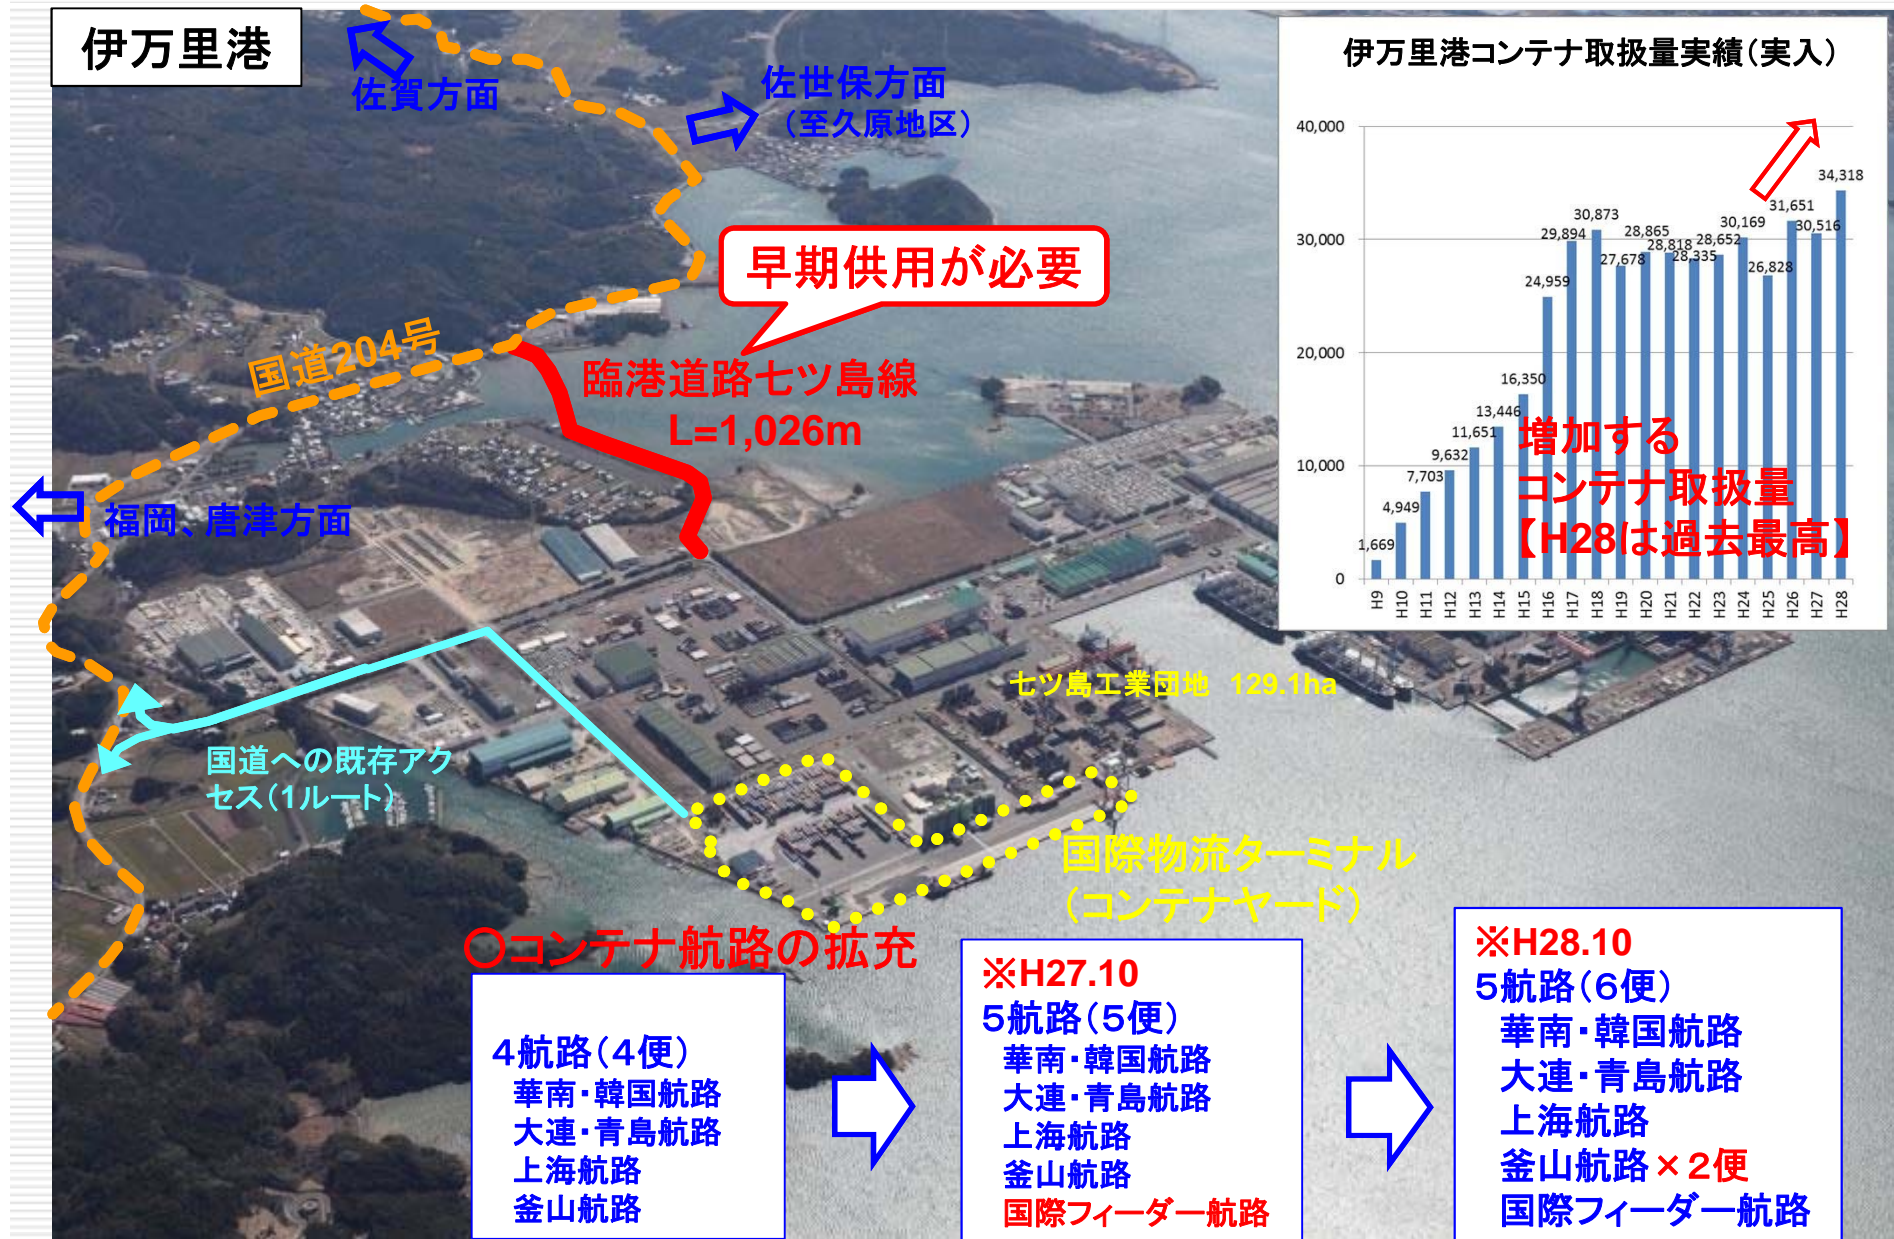 伊万里港
佐賀方面
佐世保方面
（至久原地区）
早期供用が必要
国道204号
臨港道路七ツ島線
L=1,026m
福岡、唐津方面
国道への既存アク
セス（1ルート）
七ツ島工業団地 129.1ha
国際物流ターミナル
（コンテナヤード）
伊万里港コンテナ取扱量実績（実入）
40,000
30,000
20,000
10,000
0
1,669
4,949
7,703
9,632
11,651
13,446
16,350
24,959
29,894
30,873
27,678
28,865
28,818
28,335
28,652
30,169
26,828
31,651
30,516
34,318
H9
H10
H11
H12
H13
H14
H15
H16
H17
H18
H19
H20
H21
H22
H23
H24
H25
H26
H27
H28
増加する
コンテナ取扱量
【H28は過去最高】
〇コンテナ航路の拡充
４航路（４便）
華南・韓国航路
大連・青島航路
上海航路
釜山航路
※H27.10
５航路（５便）
華南・韓国航路
大連・青島航路
上海航路
釜山航路
国際フィーダー航路
※H28.10
５航路（６便）
華南・韓国航路
大連・青島航路
上海航路
釜山航路×２便
国際フィーダー航路